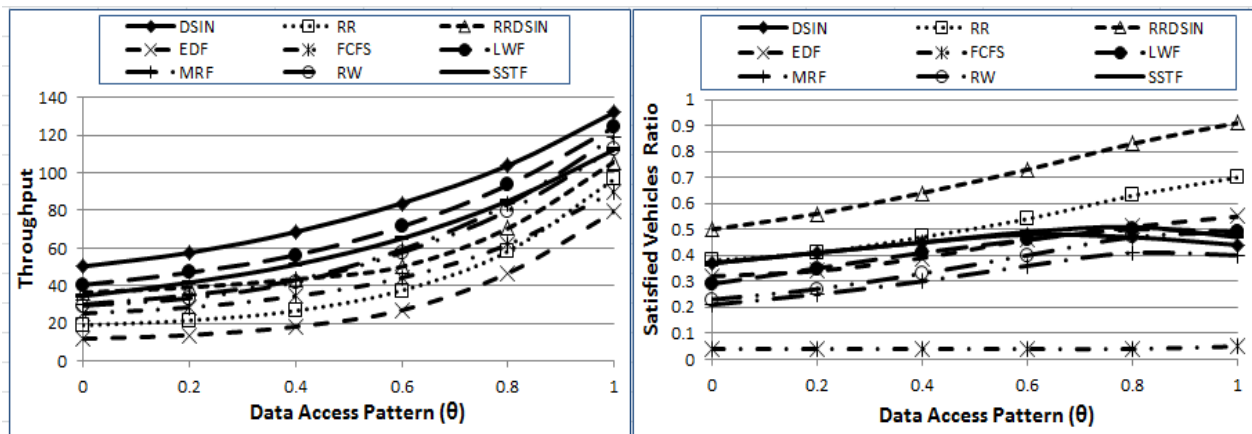 DSIN RR RRDSIN
EDF FCFS LWF
MRF RW SSTF
140
120
100
80
60
40
20
0
Throughput
0 0.2 0.4 0.6 0.8 1
Data Access Pattern (θ)
DSIN RR RRDSIN
EDF FCFS LWF
MRF RW SSTF
1
0.9
0.8
0.7
0.6
0.5
0.4
0.3
0.2
0.1
0
Satisfied Vehicles Ratio
0 0.2 0.4 0.6 0.8 1
Data Access Pattern (θ)